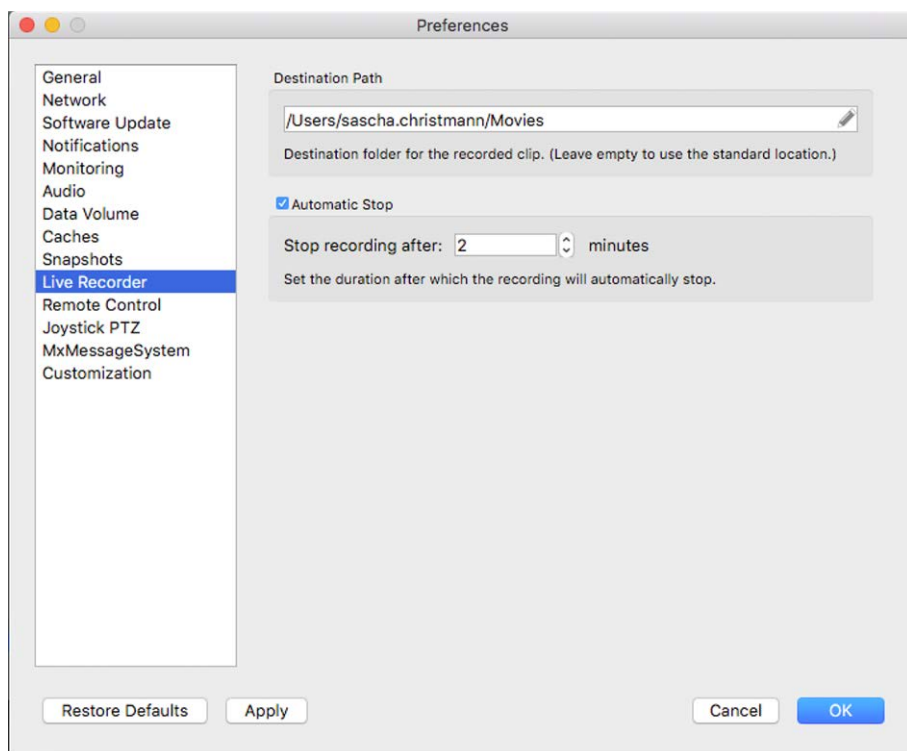 Preferences
General
Network
Software Update
Notifications
Monitoring
Audio
Data Volume
Caches
Snapshots
Live Recorder
Remote Control
Joystick PTZ
MxMessageSystem
Customization
Destination Path
/Users/sascha.christmann/Movies
Destination folder for the recorded clip. (Leave empty to use the standard location.)
Automatic Stop
Stop recording after: 2 minutes
Set the duration after which the recording will automatically stop.
Restore Defaults Apply Cancel OK